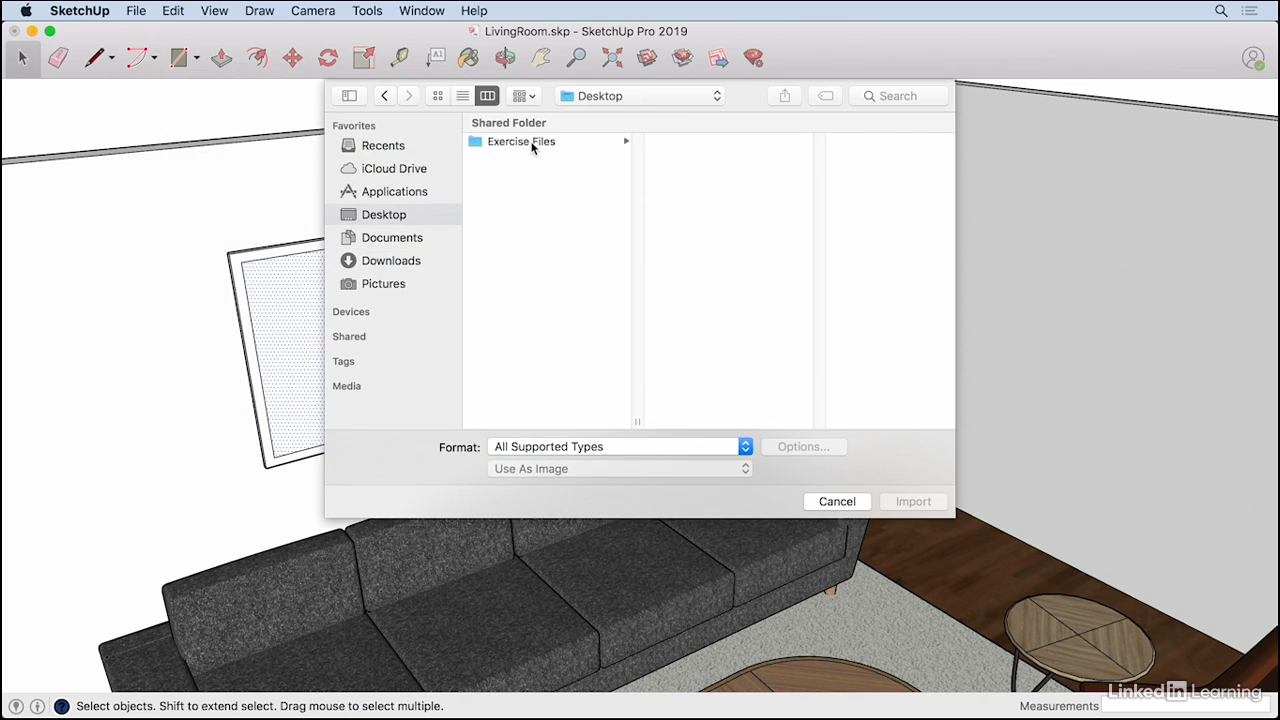 SketchUp File Edit View Draw Camera Tools Window Help
LivingRoom.skp - SketchUp Pro 2019
A1
Desktop
Search
Favorites
Recents
iCloud Drive
Applications
Desktop
Documents
Downloads
Pictures
Devices
Shared
Tags
Media
Shared Folder
Exercise Files
Format: All Supported Types Options...
Use As Image
Cancel Import
Select objects. Shift to extend select. Drag mouse to select multiple.
Measurements
LinkedIn Learning